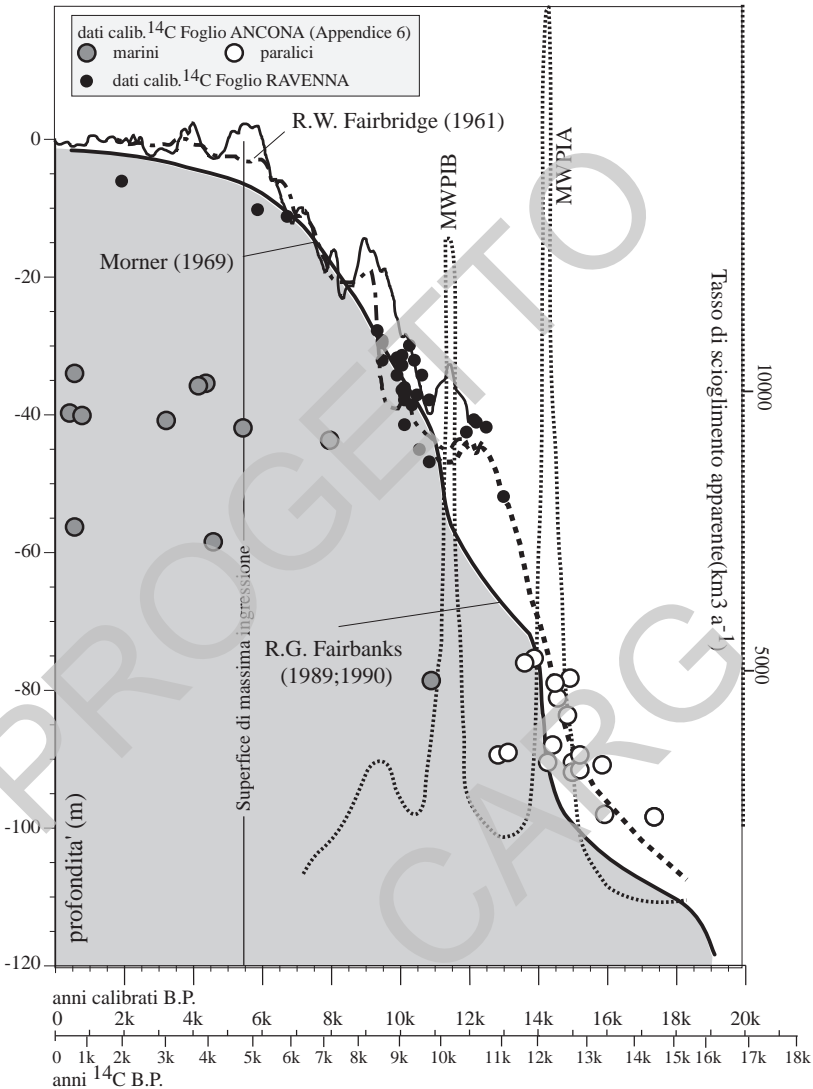 dati calib.14C Foglio ANCONA (Appendice 6)
marini paralici
dati calib.14C Foglio RAVENNA
R.W. Fairbridge (1961)
Morner (1969)
MWPIB
MWPIA
R.G. Fairbanks
(1989;1990)
Superfice di massima ingressione
profondita' (m)
Tasso di scioglimento apparente(km3 a-1)
10000
5000
0
-20
-40
-60
-80
-100
-120
anni calibrati B.P.
0 2k 4k 6k 8k 10k 12k 14k 16k 18k 20k
0 1k 2k 3k 4k 5k 6k 7k 8k 9k 10k 11k 12k 13k 14k 15k 16k 17k 18k
anni 14C B.P.
PROGETTO
CARG